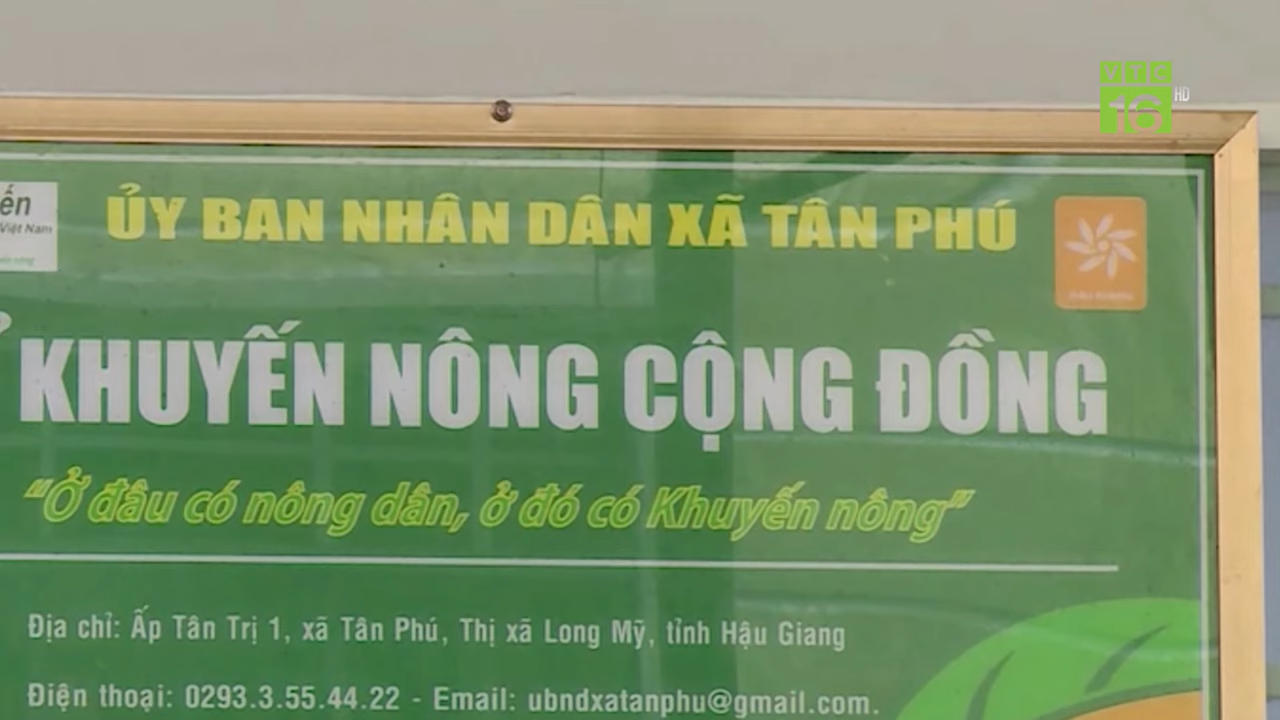 VTC
16 HD
ến
Việt Nam
ỦY BAN NHÂN DÂN XÃ TÂN PHÚ
KHUYẾN NÔNG CỘNG ĐỒNG
“Ở đâu có nông dân, ở đó có Khuyến nông”
Địa chỉ: Ấp Tân Trị 1, xã Tân Phú, Thị xã Long Mỹ, tỉnh Hậu Giang
Điện thoại: 0293.3.55.44.22 - Email: ubndxatanphu@gmail.com.